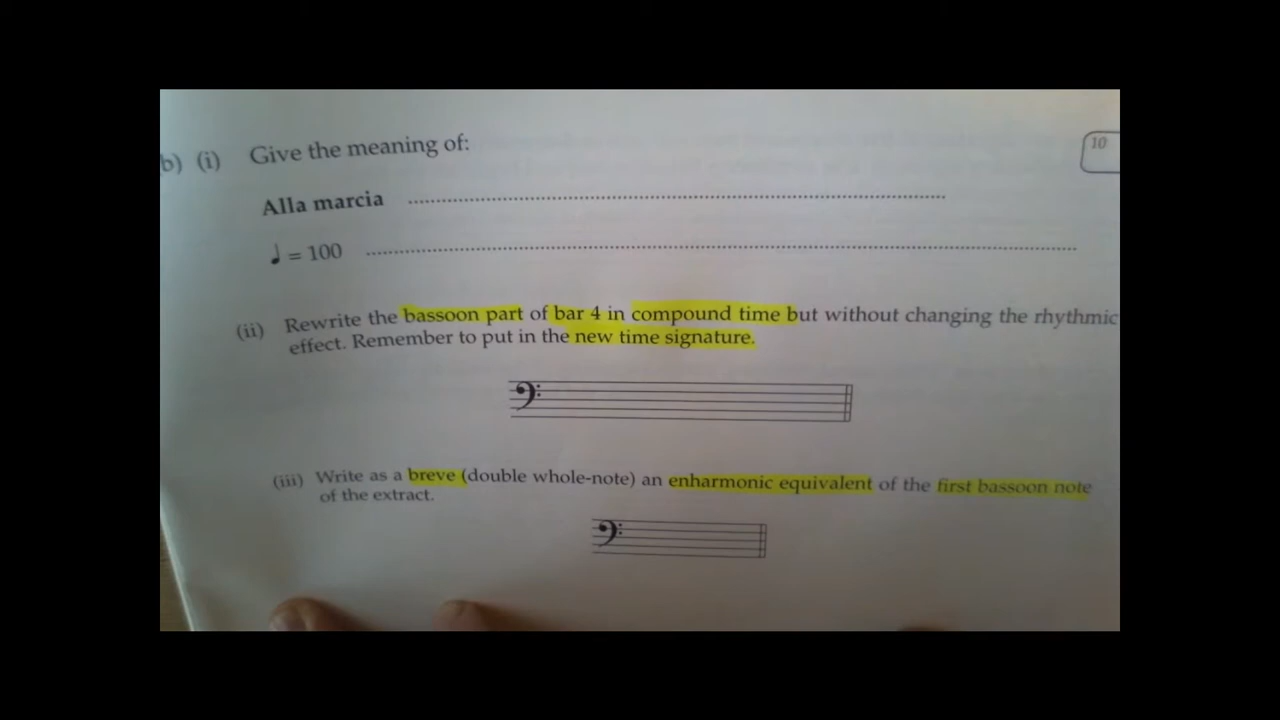 b) (i) Give the meaning of:
10
Alla marcia ........................................
♩ = 100 ........................................
(ii) Rewrite the bassoon part of bar 4 in compound time but without changing the rhythmic
effect. Remember to put in the new time signature.
(iii) Write as a breve (double whole-note) an enharmonic equivalent of the first bassoon note
of the extract.